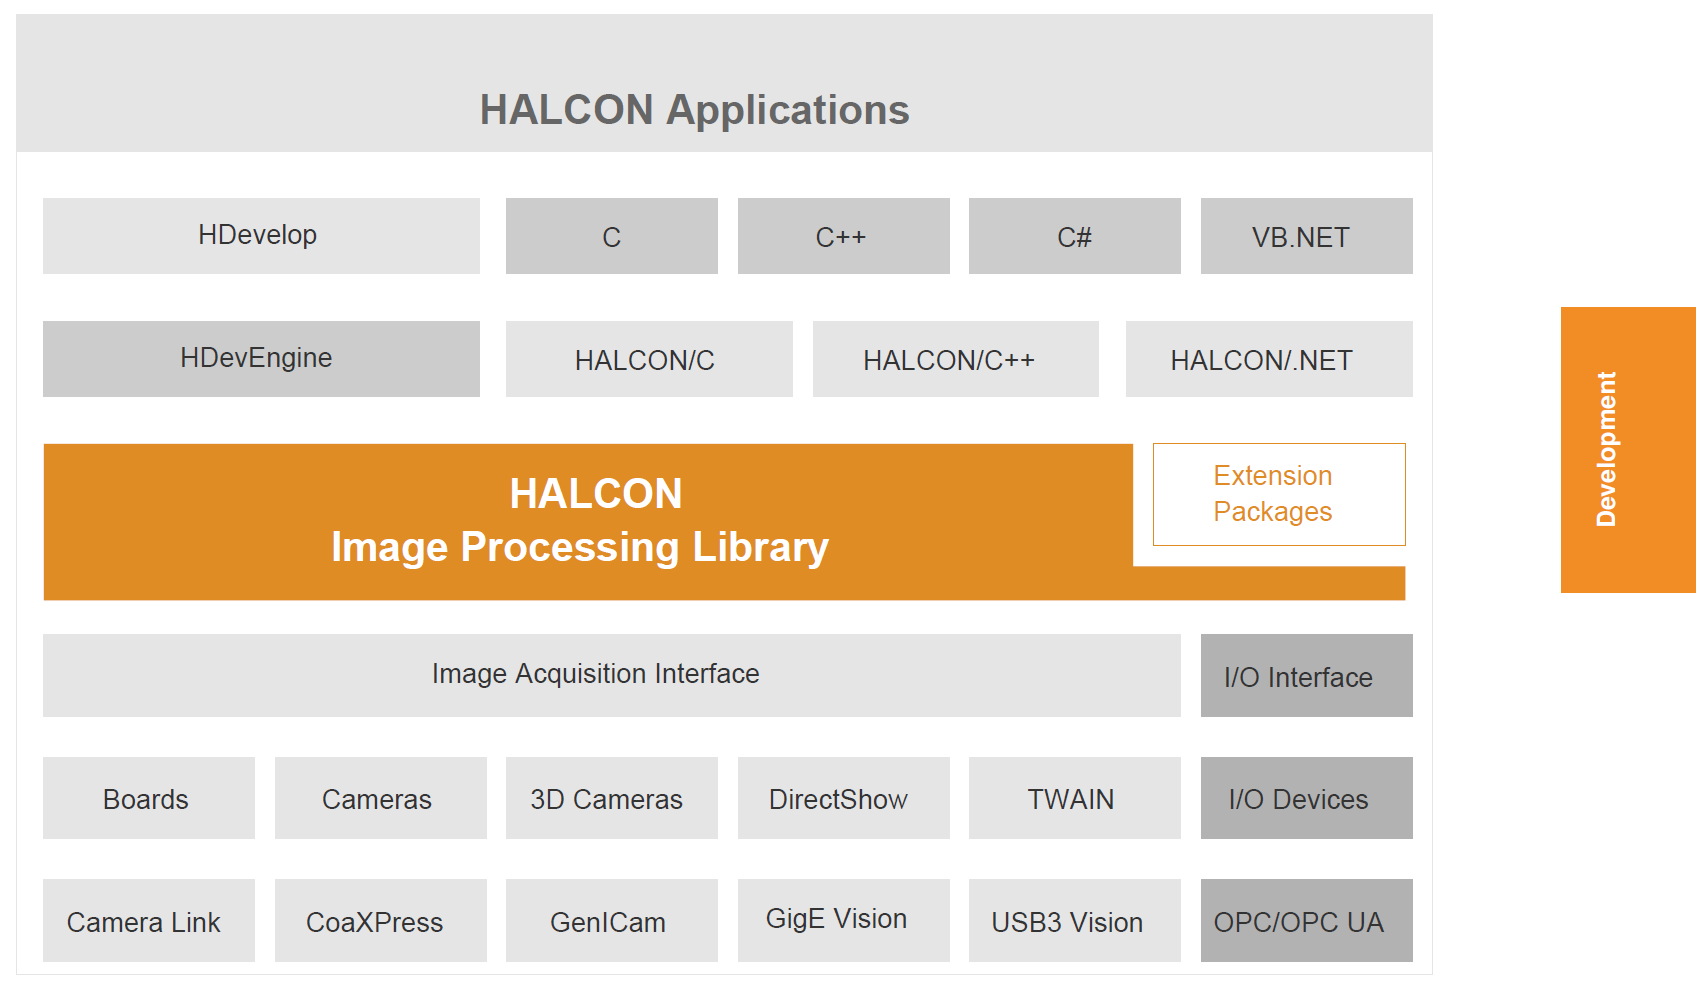 HALCON Applications
HDevelop
C
C++
C#
VB.NET
HDevEngine
HALCON/C
HALCON/C++
HALCON/.NET
HALCON
Image Processing Library
Extension
Packages
Development
Image Acquisition Interface
I/O Interface
Boards
Cameras
3D Cameras
DirectShow
TWAIN
I/O Devices
Camera Link
CoaXPress
GenICam
GigE Vision
USB3 Vision
OPC/OPC UA